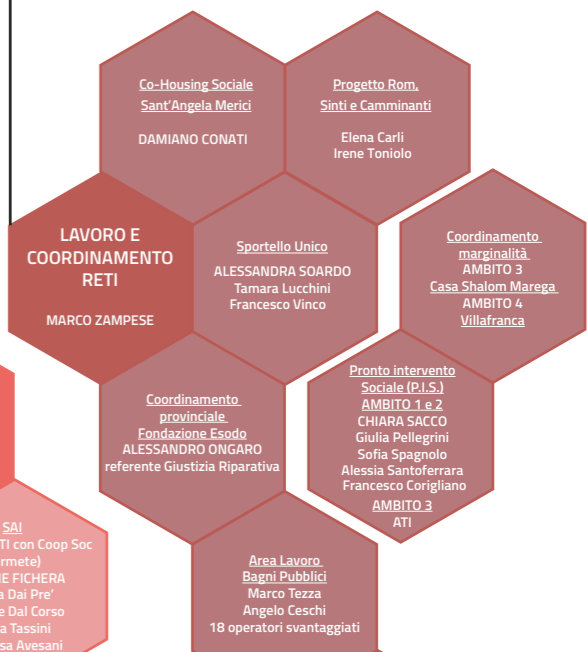 Co-Housing Sociale
Sant'Angela Merici
DAMIANO CONATI
Progetto Rom,
Sinti e Camminanti
Elena Carli
Irene Toniolo
LAVORO E
COORDINAMENTO
RETI
MARCO ZAMPESE
Sportello Unico
ALESSANDRA SOARDO
Tamara Lucchini
Francesco Vinco
Coordinamento
marginalità
AMBITO 3
Casa Shalom Marega
AMBITO 4
Villafranca
Coordinamento
provinciale
Fondazione Esodo
ALESSANDRO ONGARO
referente Giustizia Riparativa
Pronto intervento
Sociale (P.I.S.)
AMBITO 1 e 2
CHIARA SACCO
Giulia Pellegrini
Sofia Spagnolo
Alessia Santoferrara
Francesco Corigliano
AMBITO 3
ATI
SAI
con Coop Soc
FICHERA
Dai Pre'
Dal Corso
Tassini
Avesani
Area Lavoro
Bagni Pubblici
Marco Tezza
Angelo Ceschi
18 operatori svantaggiati